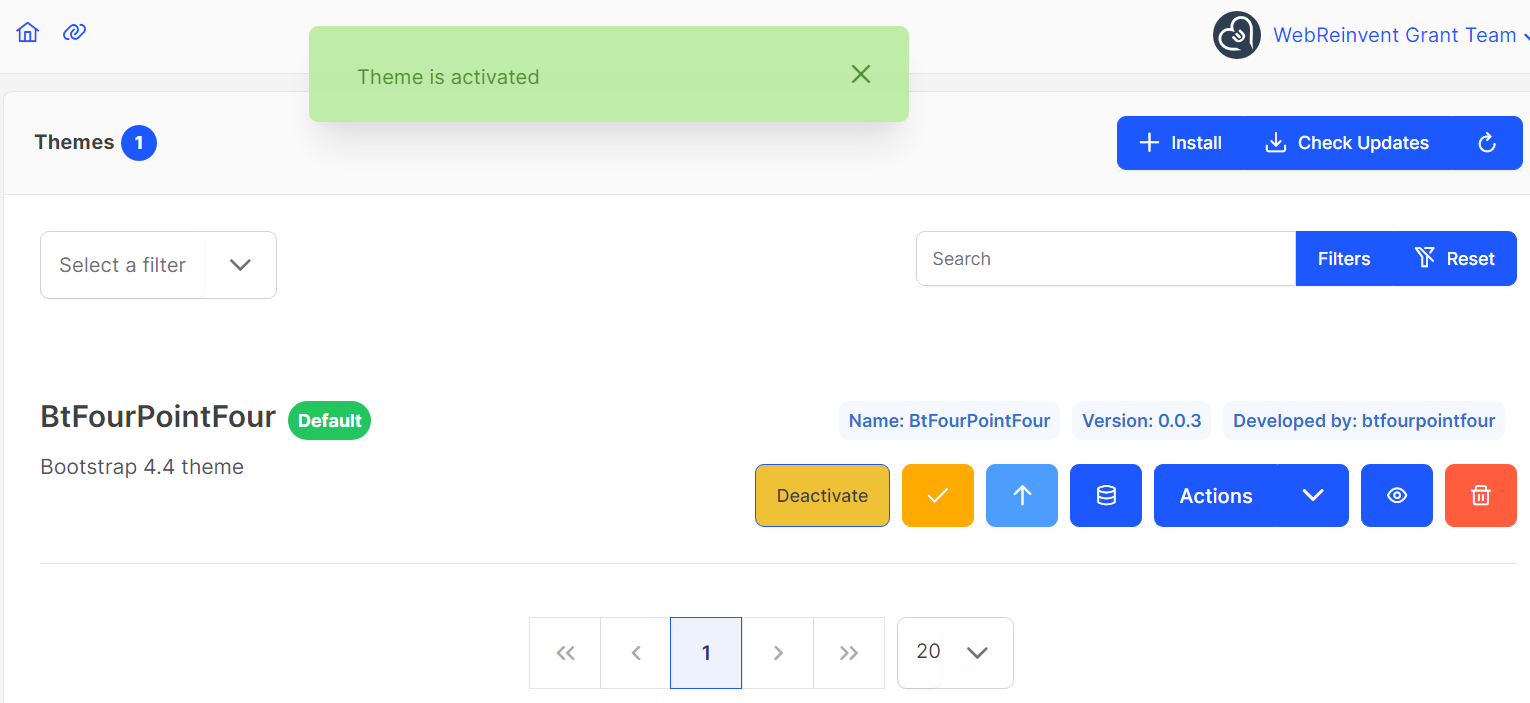 WebReinvent Grant Team
Theme is activated
Themes 1
Install Check Updates
Select a filter
Search Filters Reset
BtFourPointFour Default
Name: BtFourPointFour Version: 0.0.3 Developed by: btfourpointfour
Bootstrap 4.4 theme
Deactivate Actions
1 20